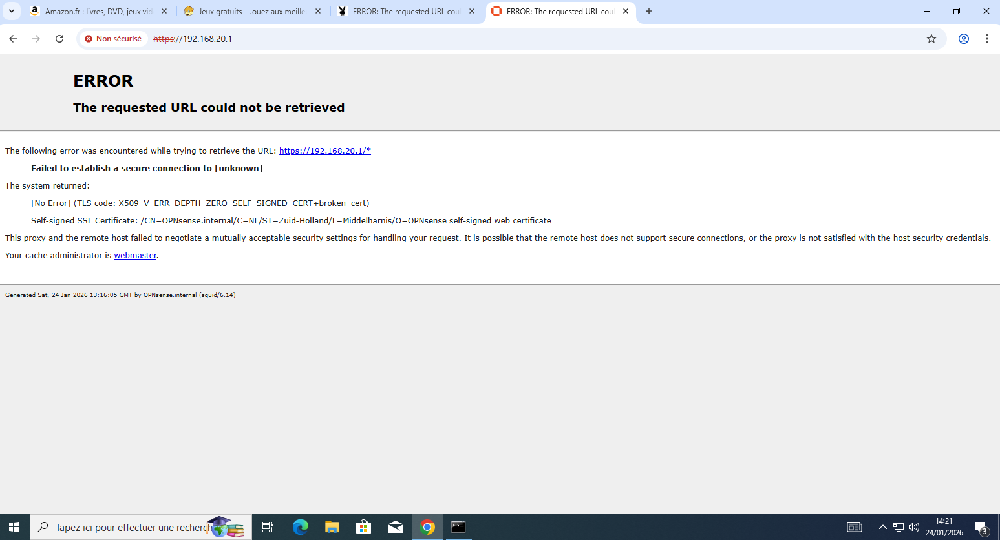 Amazon.fr : livres, DVD, jeux vid
Jeux gratuits - Jouez aux meille
ERROR: The requested URL cou
ERROR: The requested URL cou
Non sécurisé
https://192.168.20.1
ERROR
The requested URL could not be retrieved
The following error was encountered while trying to retrieve the URL: https://192.168.20.1/*
Failed to establish a secure connection to [unknown]
The system returned:
[No Error] (TLS code: X509_V_ERR_DEPTH_ZERO_SELF_SIGNED_CERT+broken_cert)
Self-signed SSL Certificate: /CN=OPNsense.internal/C=NL/ST=Zuid-Holland/L=Middelharnis/O=OPNsense self-signed web certificate
This proxy and the remote host failed to negotiate a mutually acceptable security settings for handling your request. It is possible that the remote host does not support secure connections, or the proxy is not satisfied with the host security credentials.
Your cache administrator is webmaster.
Generated Sat, 24 Jan 2026 13:16:05 GMT by OPNsense.internal (squid/6.14)
Tapez ici pour effectuer une recherch
14:21
24/01/2026
3